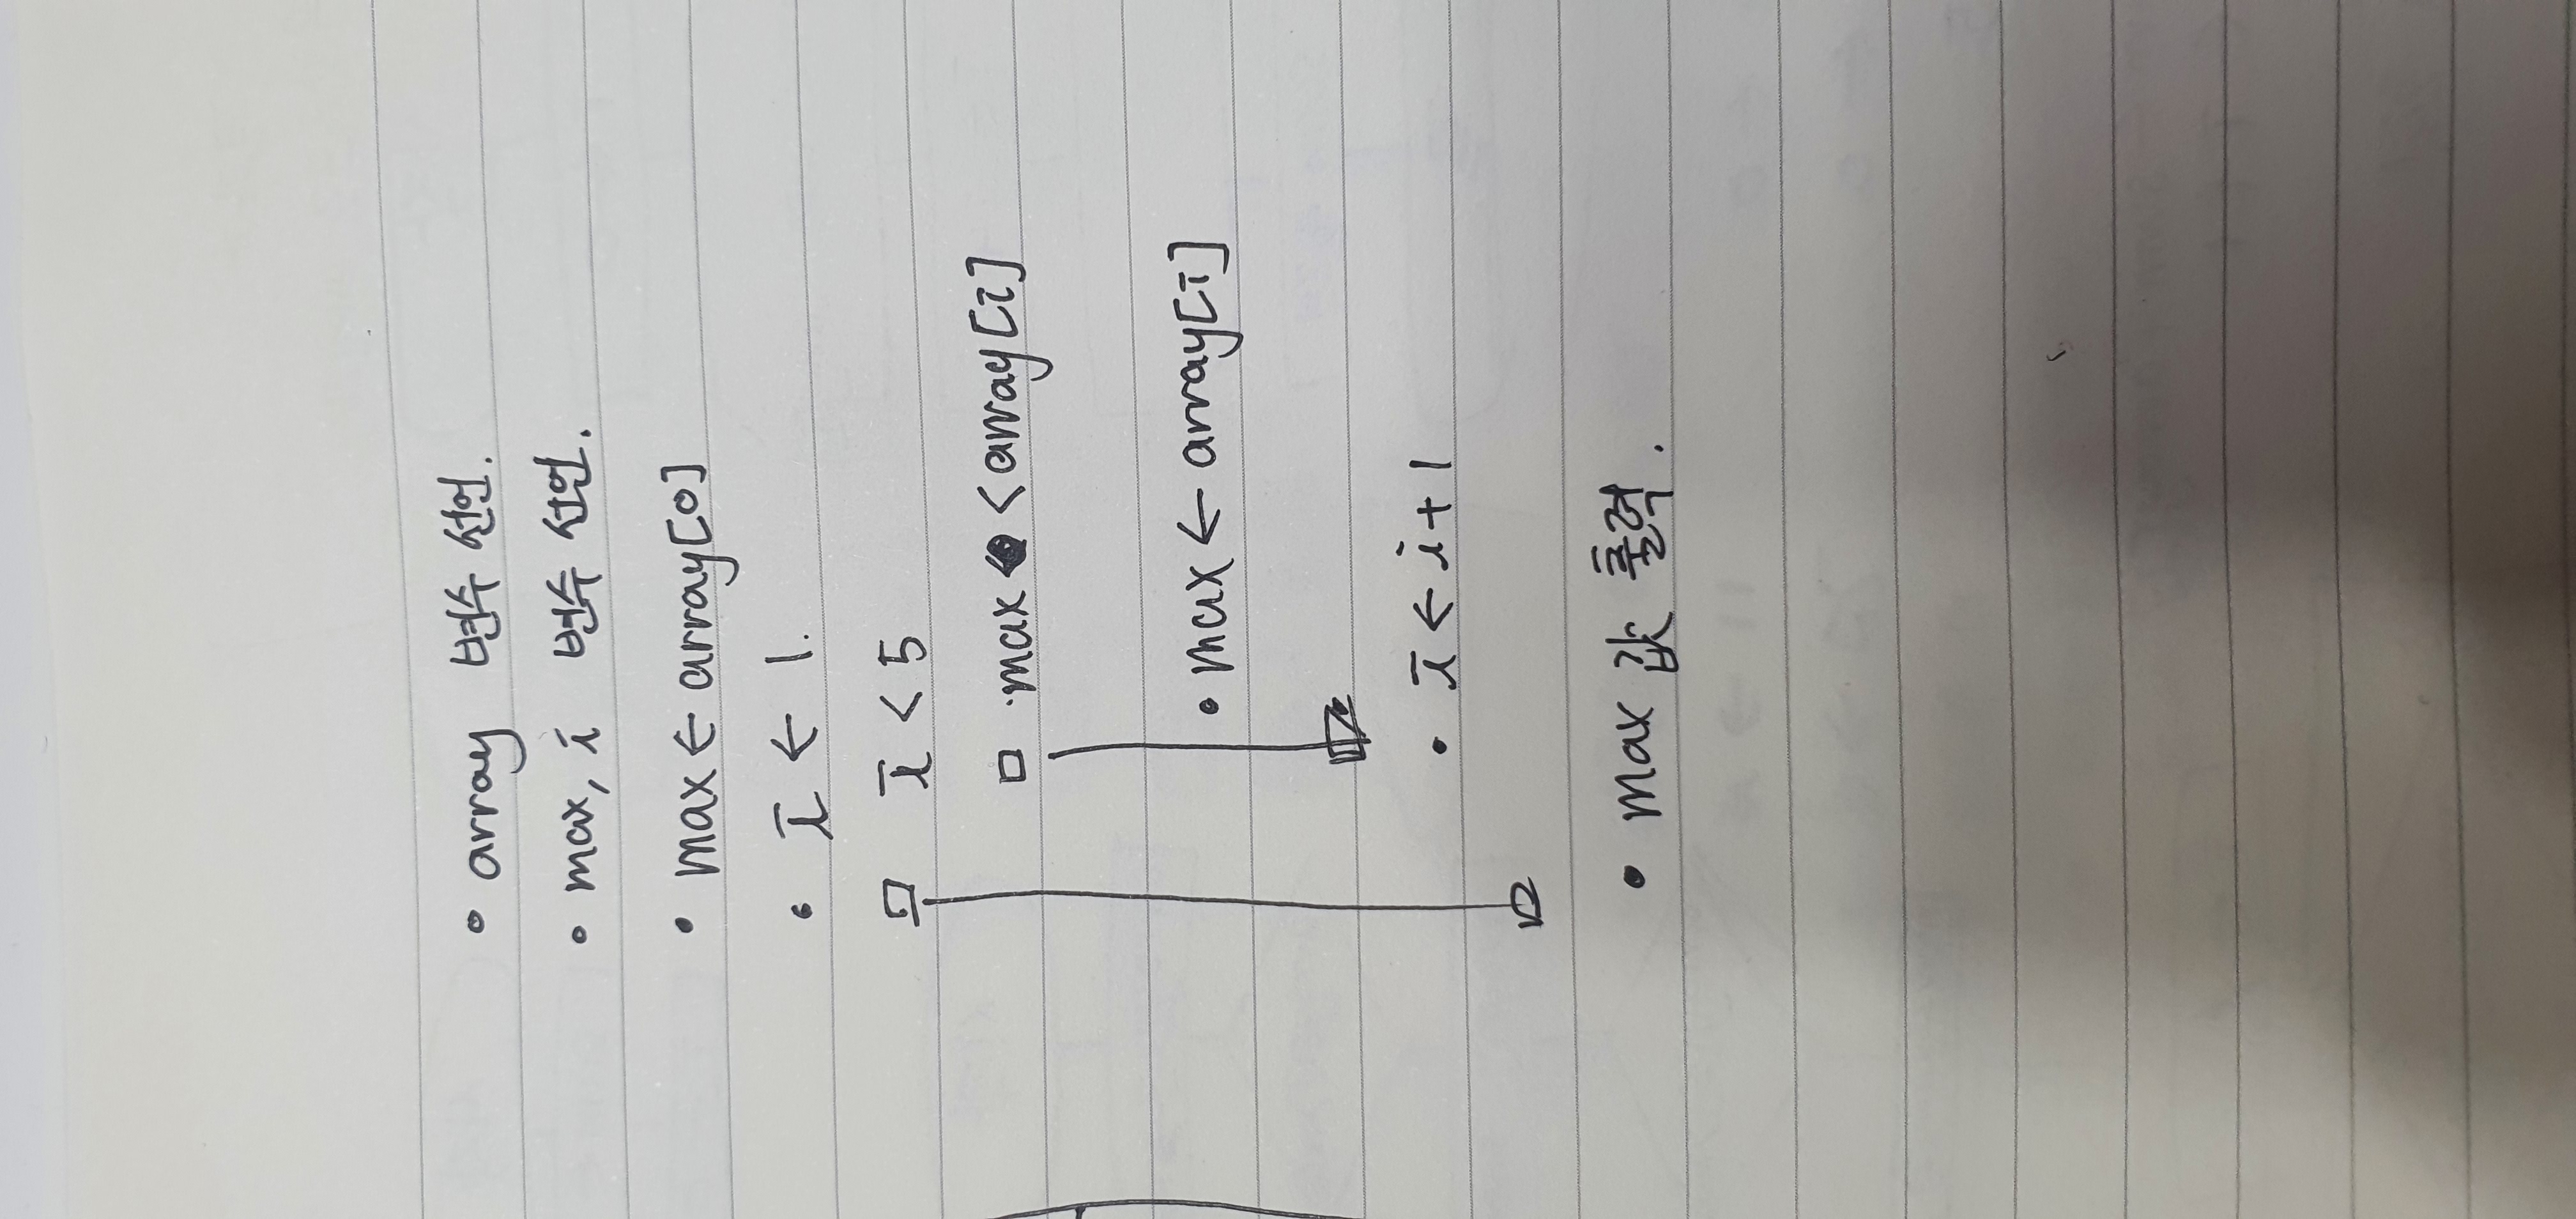 • array 변수 선언.
• max, i 변수 선언.
• max ← array[0]
• i ← 1.
□ i < 5
□ max < array[i]
• max ← array[i]
• i ← i + 1
• max 값 출력.